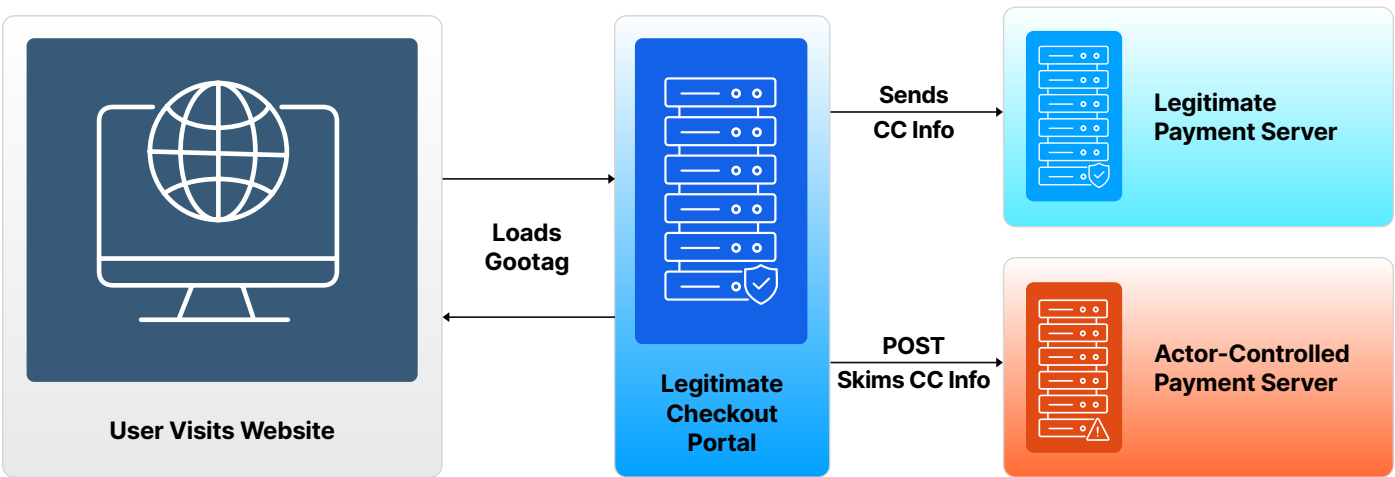 User Visits Website
Loads
Gootag
Legitimate
Checkout
Portal
Sends
CC Info
Legitimate
Payment Server
POST
Skims CC Info
Actor-Controlled
Payment Server